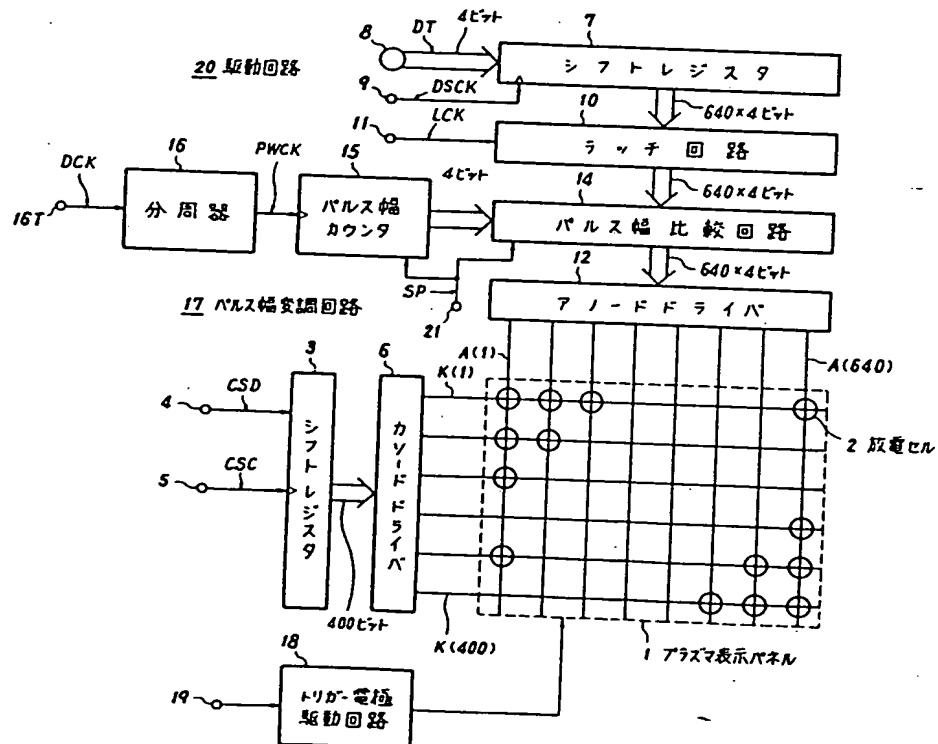 DT
4ビット
7
8
シフトレジスタ
20 駆動回路
9
DSCK
10
640×4ビット
LCK
11
ラッチ回路
16
15
4ビット
14
640×4ビット
DCK
PWCK
16T
分周器
パルス幅
カウンタ
パルス幅比較回路
12
640×4ビット
SP
21
アノードドライバ
17 パルス幅変調回路
3
6
A(1)
A(640)
K(1)
CSD
4
2 放電セル
シフトレジスタ
カソードドライバ
CSC
5
400ビット
K(400)
1 プラズマ表示パネル
18
19
トリガー電極
駆動回路